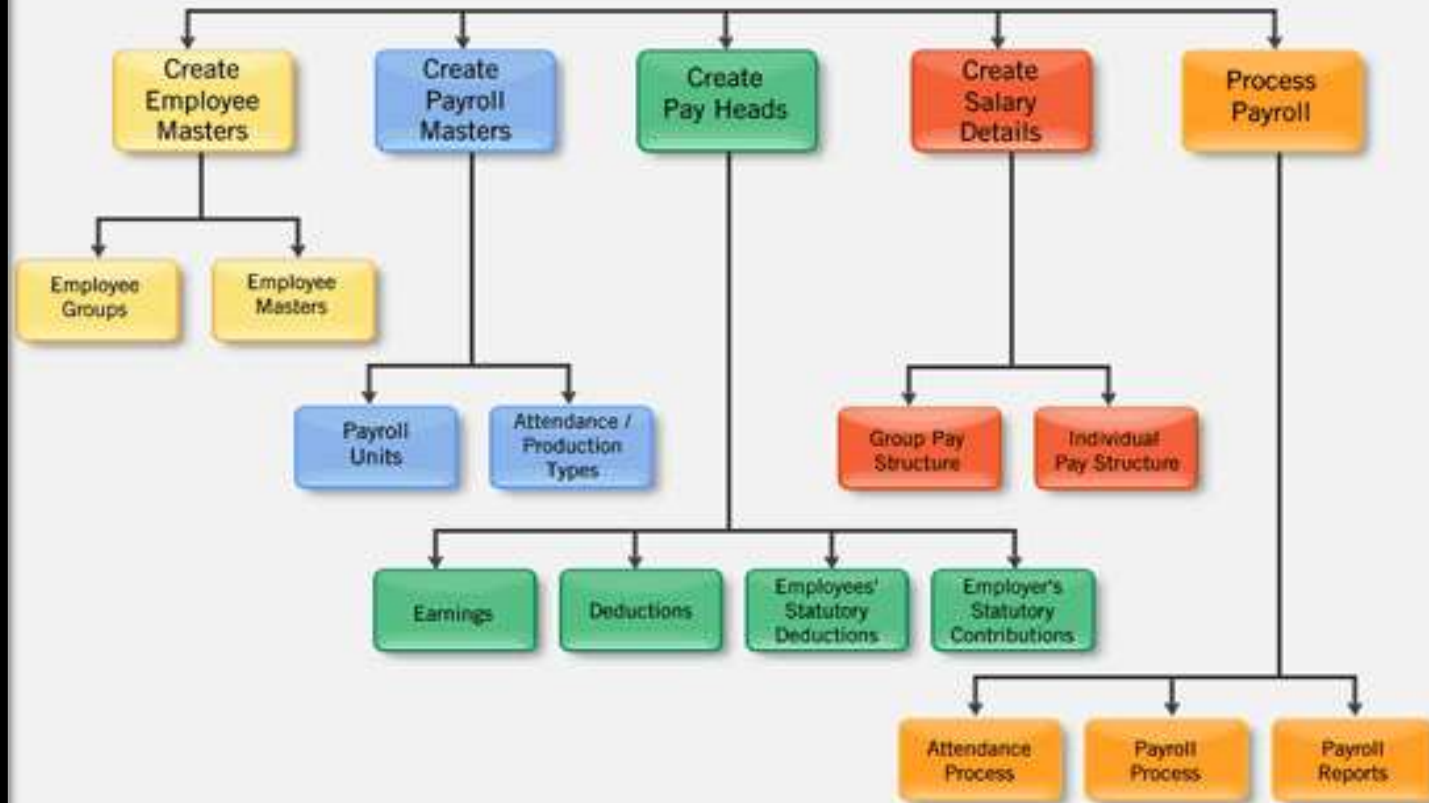 Create
Employee
Masters
Create
Payroll
Masters
Create
Pay Heads
Create
Salary
Details
Process
Payroll
Employee
Groups
Employee
Masters
Payroll
Units
Attendance /
Production
Types
Group Pay
Structure
Individual
Pay Structure
Earnings
Deductions
Employees'
Statutory
Deductions
Employer's
Statutory
Contributions
Attendance
Process
Payroll
Process
Payroll
Reports